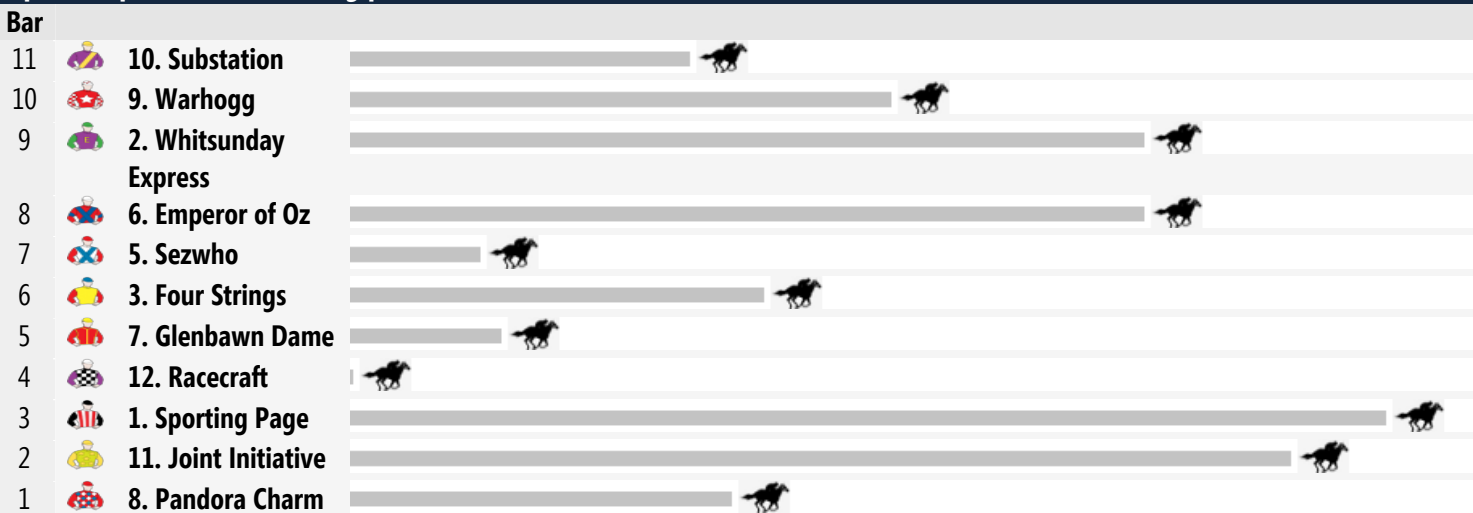 Bar
11 10. Substation
10 9. Warhogg
9 2. Whitsunday
Express
8 6. Emperor of Oz
7 5. Sezwho
6 3. Four Strings
5 7. Glenbawn Dame
4 12. Racecraft
3 1. Sporting Page
2 11. Joint Initiative
1 8. Pandora Charm